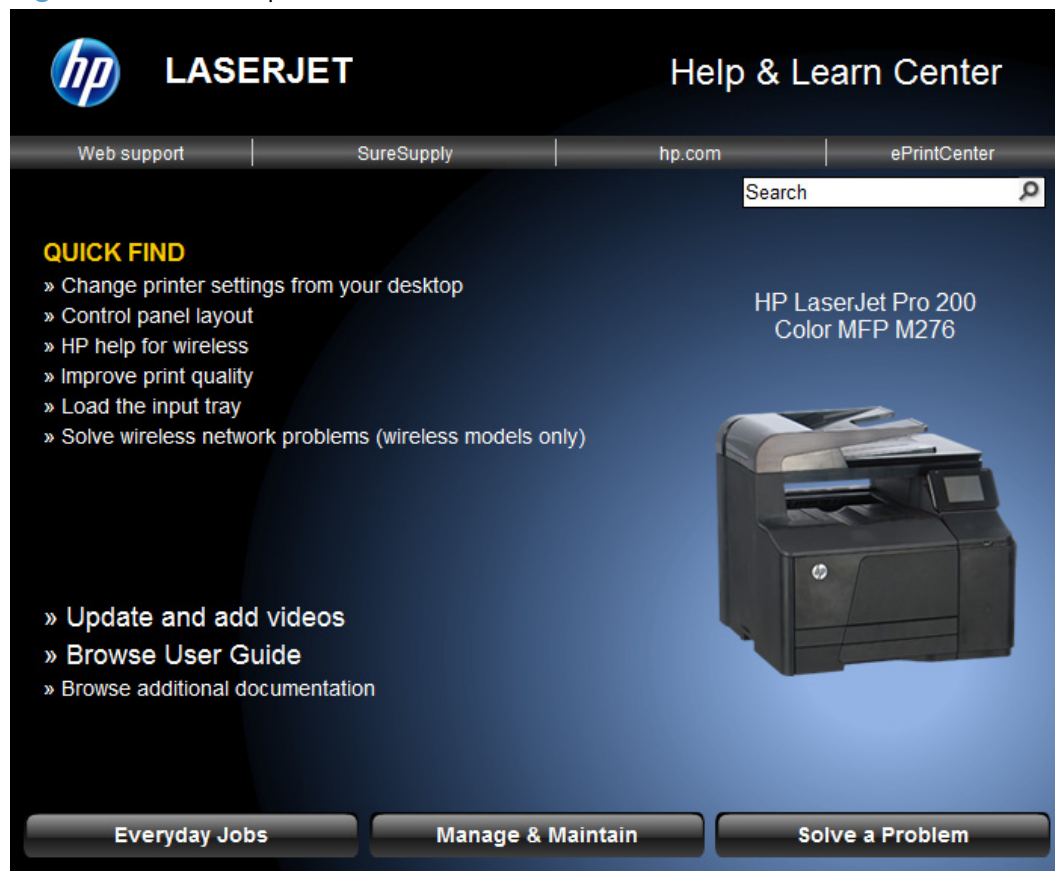 hp LASERJET Help & Learn Center
Web support SureSupply hp.com ePrintCenter
Search
QUICK FIND
» Change printer settings from your desktop
» Control panel layout
» HP help for wireless
» Improve print quality
» Load the input tray
» Solve wireless network problems (wireless models only)
HP LaserJet Pro 200
Color MFP M276
hp
» Update and add videos
» Browse User Guide
» Browse additional documentation
Everyday Jobs Manage & Maintain Solve a Problem